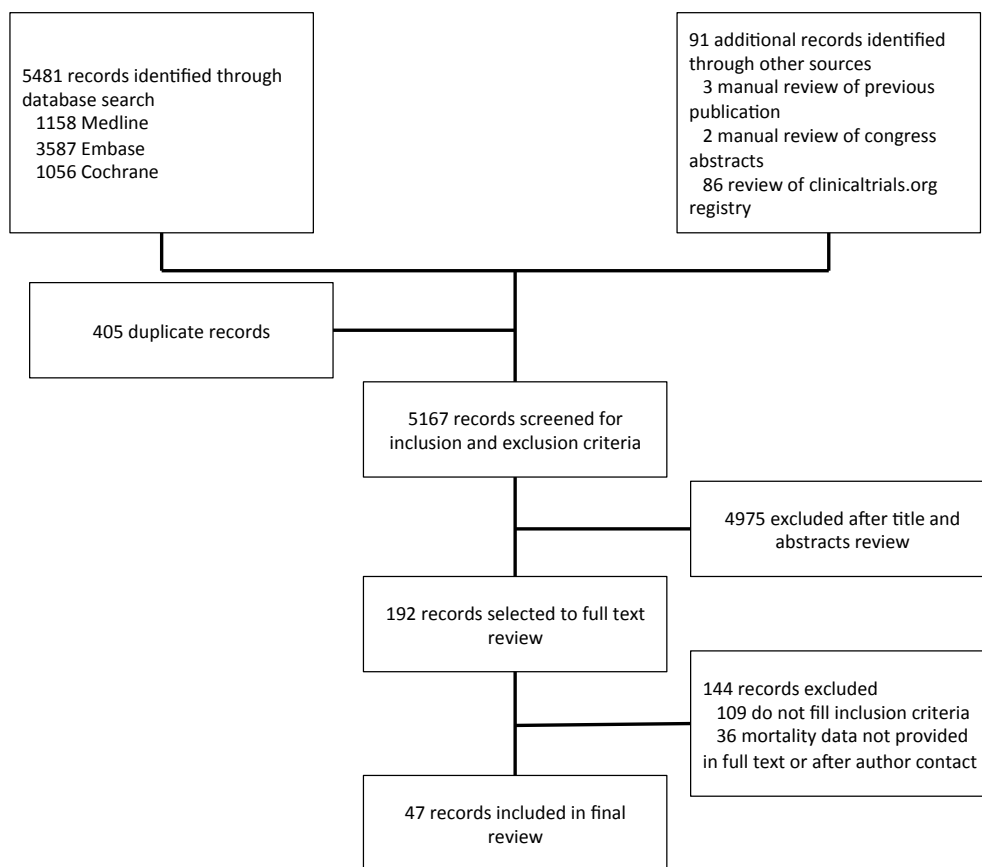 5481 records identified through
database search
1158 Medline
3587 Embase
1056 Cochrane
91 additional records identified
through other sources
3 manual review of previous
publication
2 manual review of congress
abstracts
86 review of clinicaltrials.org
registry
405 duplicate records
5167 records screened for
inclusion and exclusion criteria
4975 excluded after title and
abstracts review
192 records selected to full text
review
144 records excluded
109 do not fill inclusion criteria
36 mortality data not provided
in full text or after author contact
47 records included in final
review